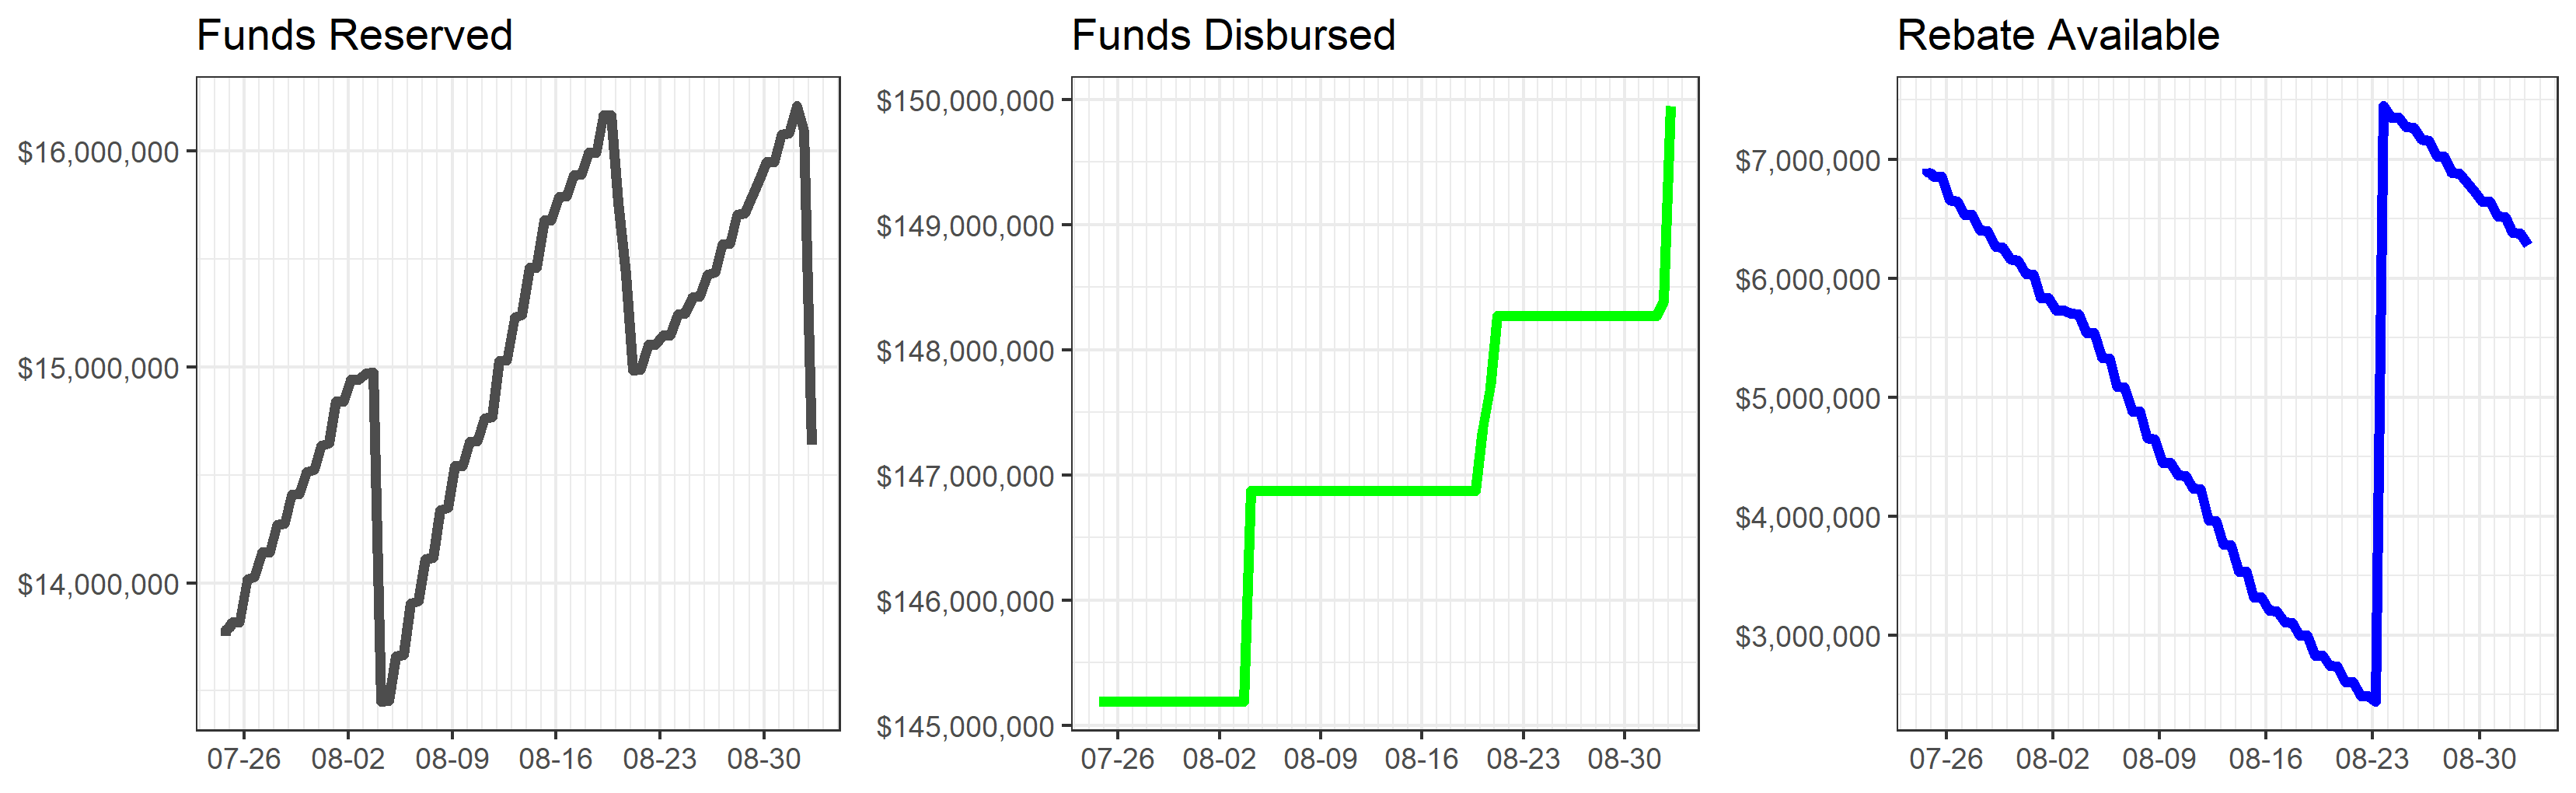 Funds Reserved
$16,000,000
$15,000,000
$14,000,000
07-26 08-02 08-09 08-16 08-23 08-30
Funds Disbursed
$150,000,000
$149,000,000
$148,000,000
$147,000,000
$146,000,000
$145,000,000
07-26 08-02 08-09 08-16 08-23 08-30
Rebate Available
$7,000,000
$6,000,000
$5,000,000
$4,000,000
$3,000,000
07-26 08-02 08-09 08-16 08-23 08-30